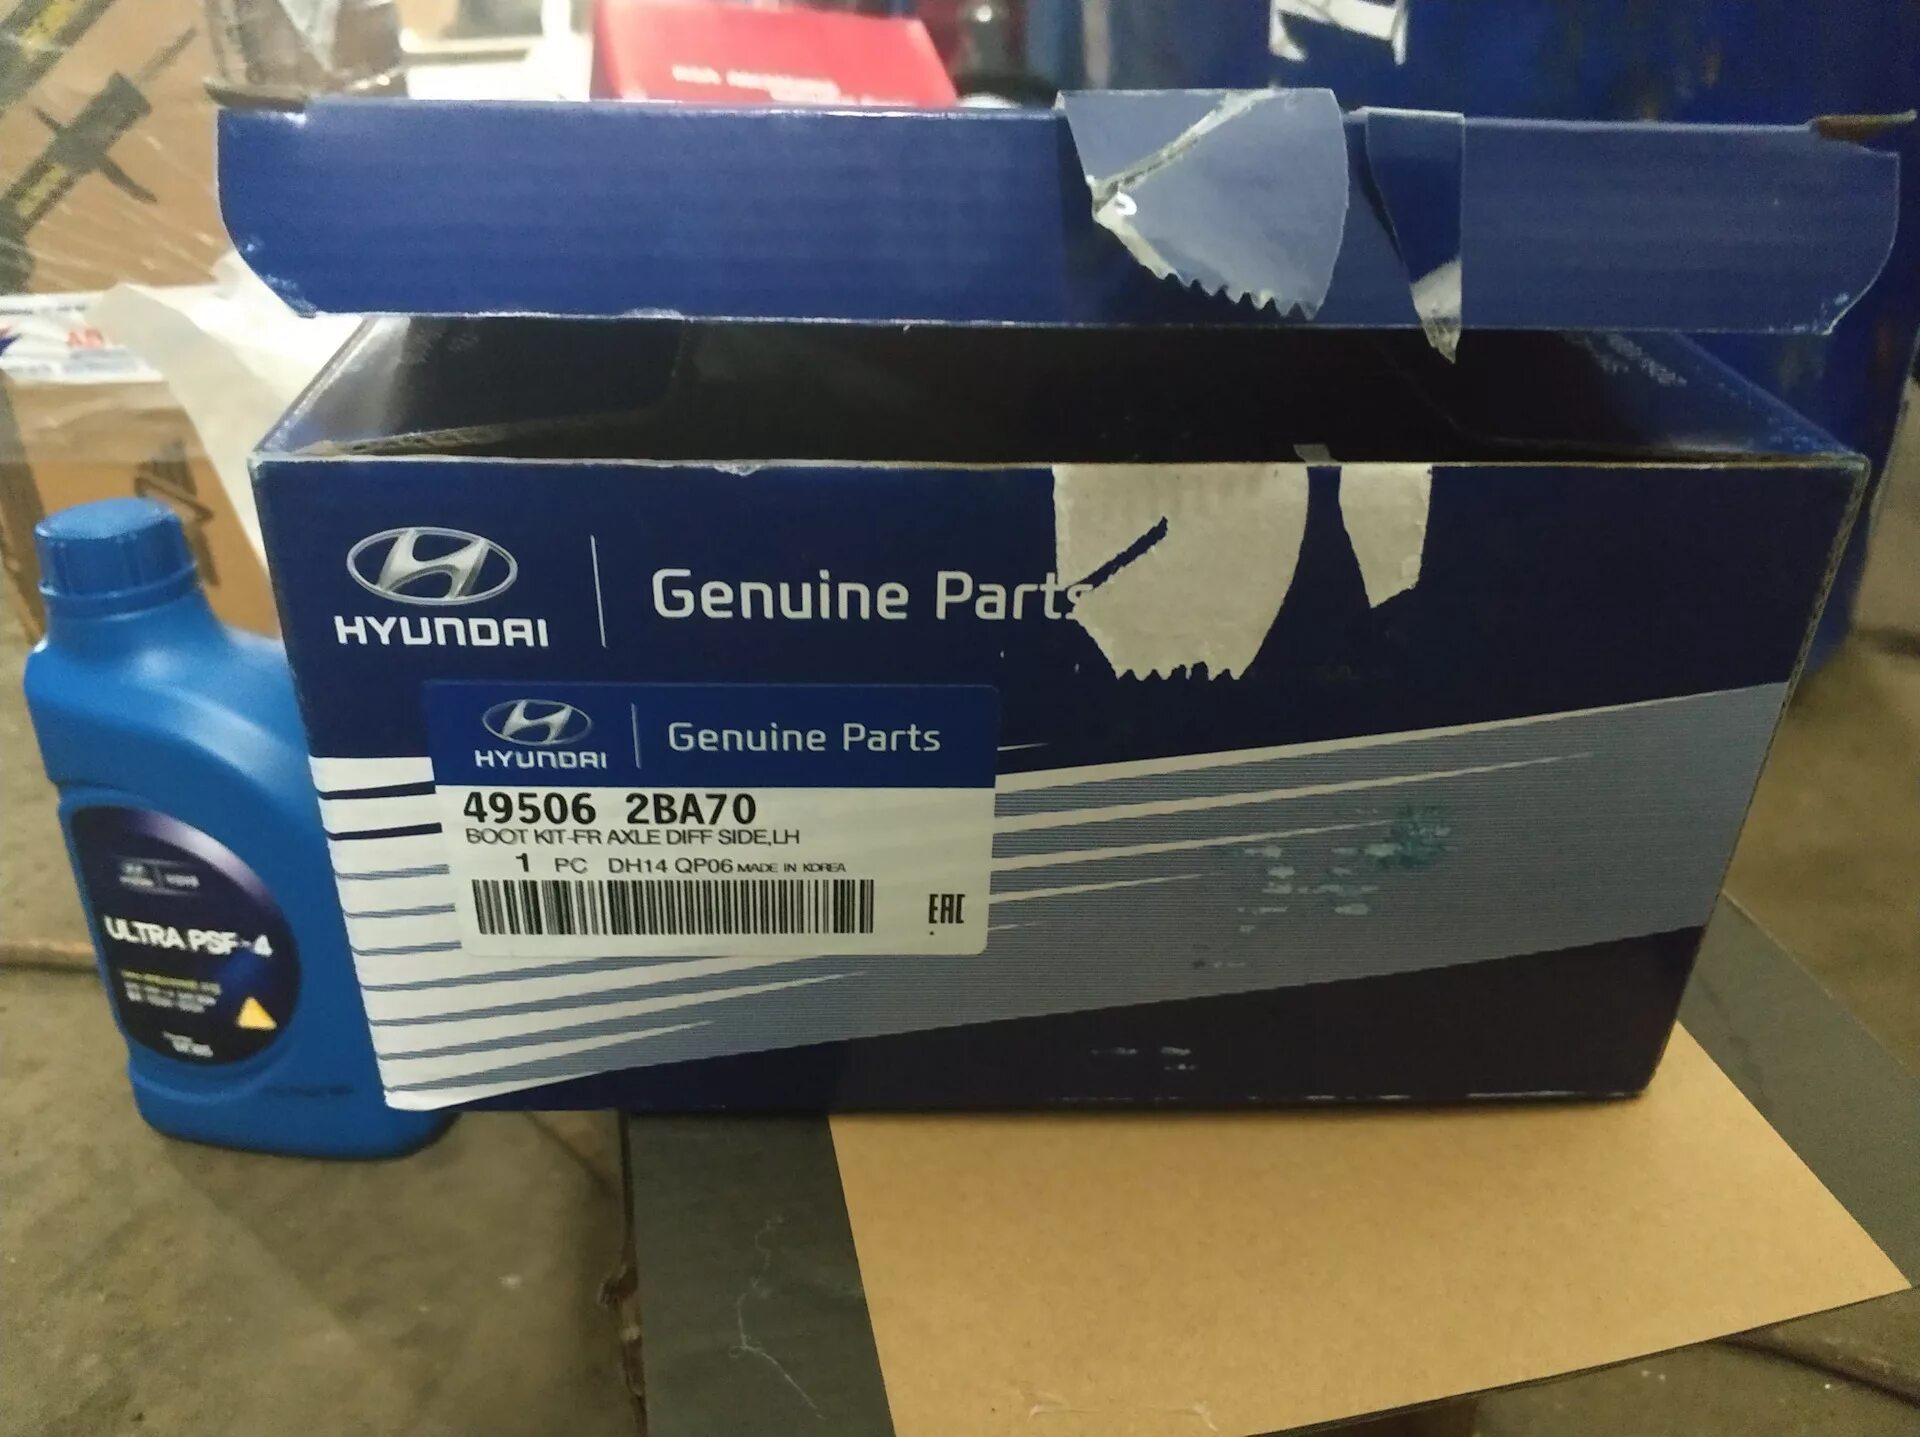 HYUNDAI
Genuine Parts
HYUNDAI
Genuine Parts
49506 2BA70
BOOT KIT-FR AXLE DIFF SIDE,LH
1 PC DH14 QP06 MADE IN KOREA
EAC
ULTRA PSF-4